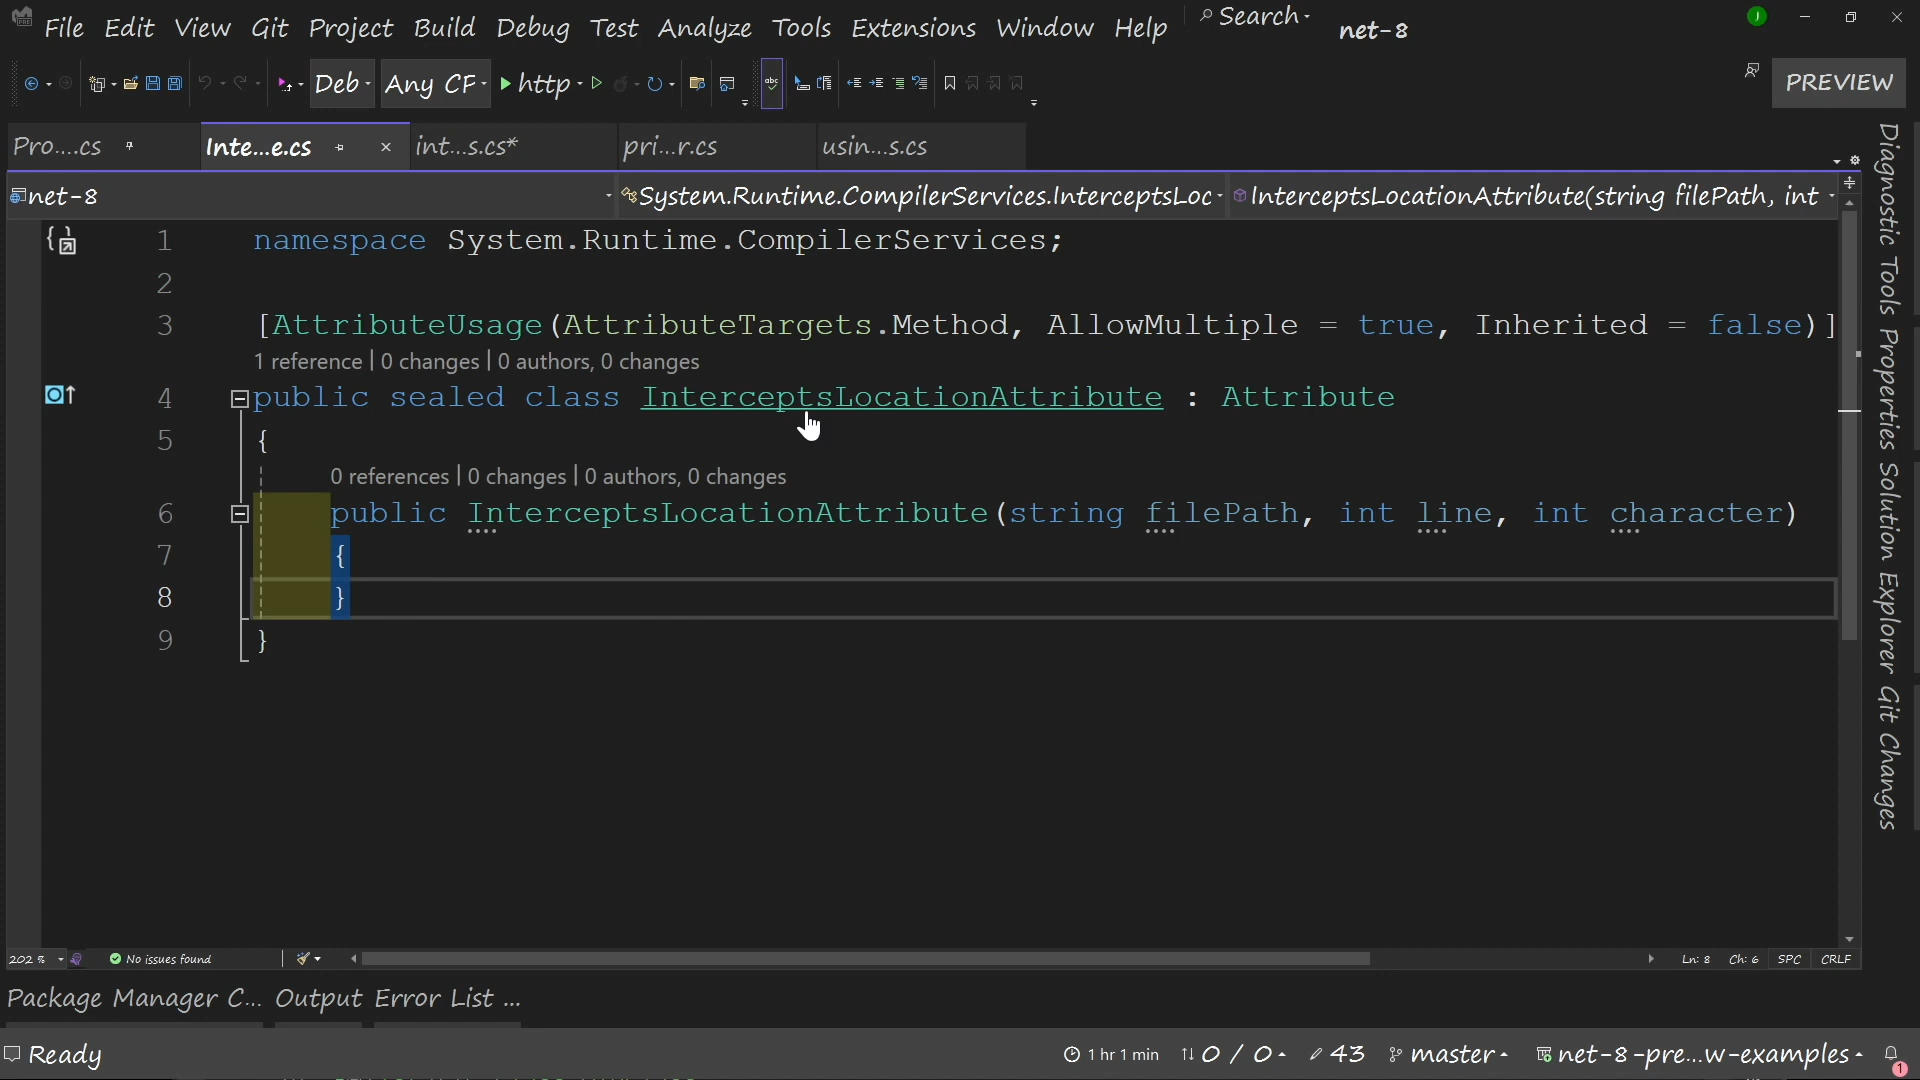 File Edit View Git Project Build Debug Test Analyze Tools Extensions Window Help Search net-8
Deb Any CF http PREVIEW
Pro....cs Inte...e.cs int...s.cs* pri...r.cs usin...s.cs
net-8 System.Runtime.CompilerServices.InterceptsLoc InterceptsLocationAttribute(string filePath, int
1 namespace System.Runtime.CompilerServices;
2
3 [AttributeUsage(AttributeTargets.Method, AllowMultiple = true, Inherited = false)]
1 reference | 0 changes | 0 authors, 0 changes
4 public sealed class InterceptsLocationAttribute : Attribute
5 {
0 references | 0 changes | 0 authors, 0 changes
6 public InterceptsLocationAttribute(string filePath, int line, int character)
7 {
8 }
9 }
Diagnostic Tools Properties Solution Explorer Git Changes
202 % No issues found Ln: 8 Ch: 6 SPC CRLF
Package Manager C... Output Error List ...
Ready 1 hr 1 min 0 / 0 43 master net-8-pre...w-examples 1